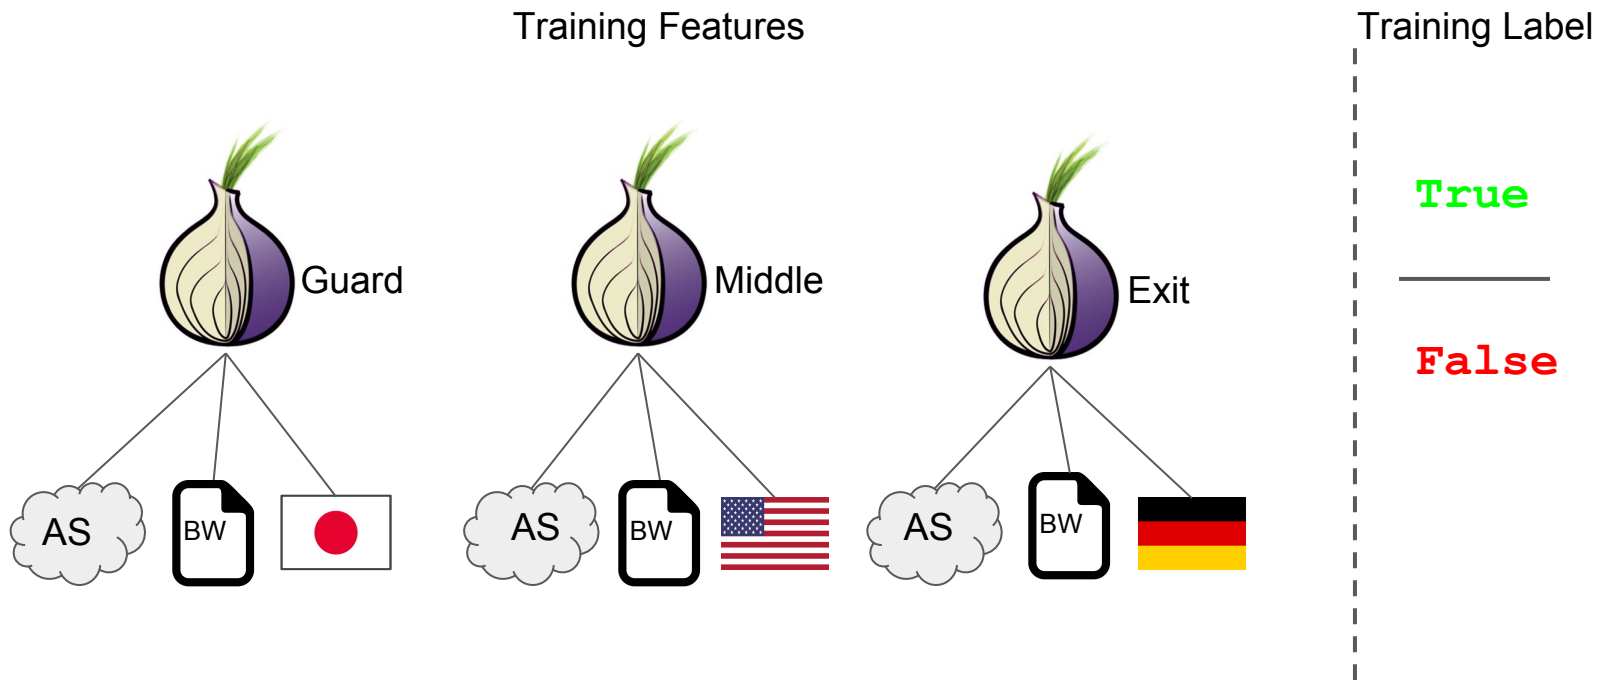 Training Features
Training Label
Guard
Middle
Exit
True
False
AS
BW
AS
BW
AS
BW